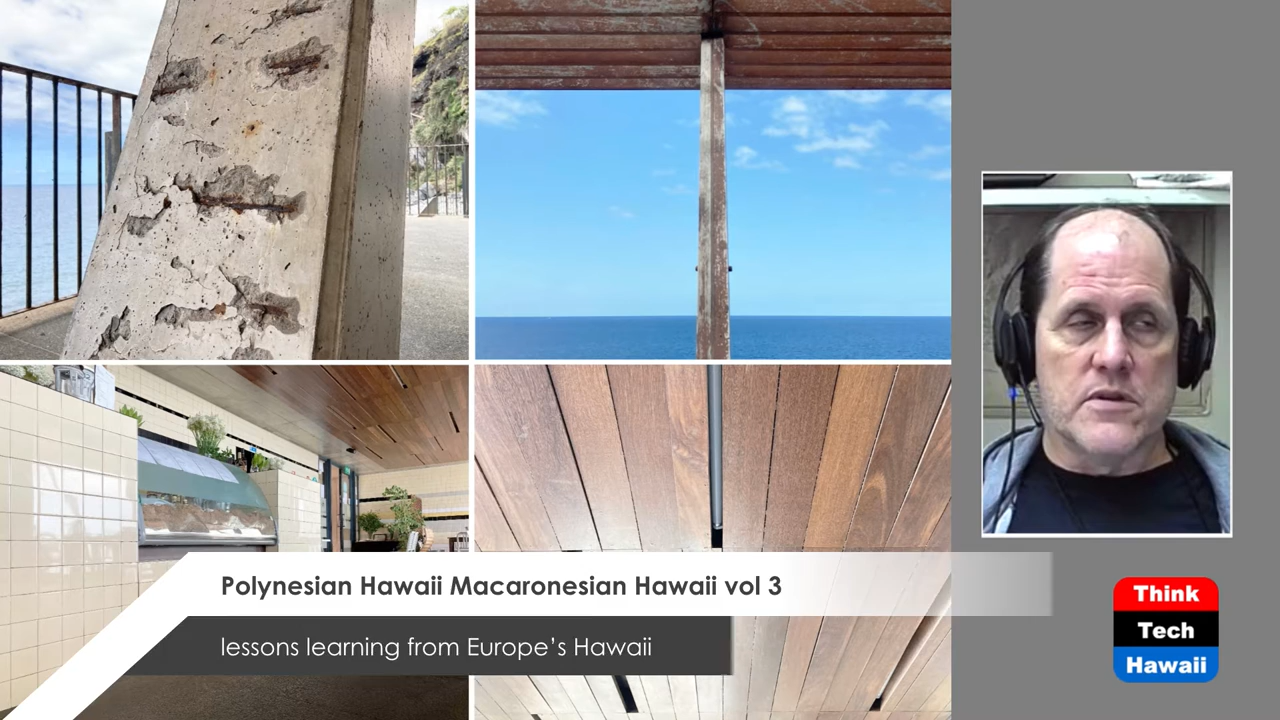 Polynesian Hawaii Macaronesian Hawaii vol 3
lessons learning from Europe's Hawaii
Think
Tech
Hawaii